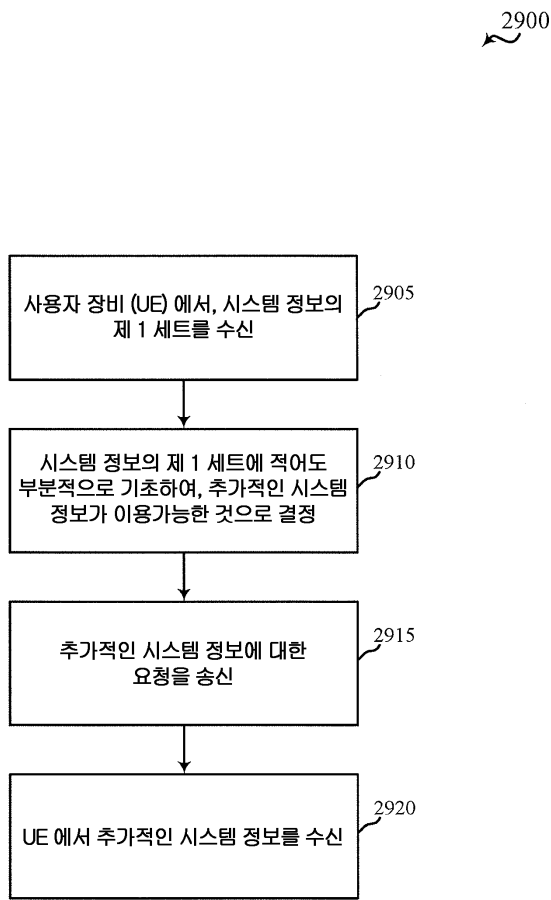 2900
사용자 장비 (UE) 에서, 시스템 정보의
제 1 세트를 수신
2905
시스템 정보의 제 1 세트에 적어도
부분적으로 기초하여, 추가적인 시스템
정보가 이용가능한 것으로 결정
2910
추가적인 시스템 정보에 대한
요청을 송신
2915
UE 에서 추가적인 시스템 정보를 수신
2920